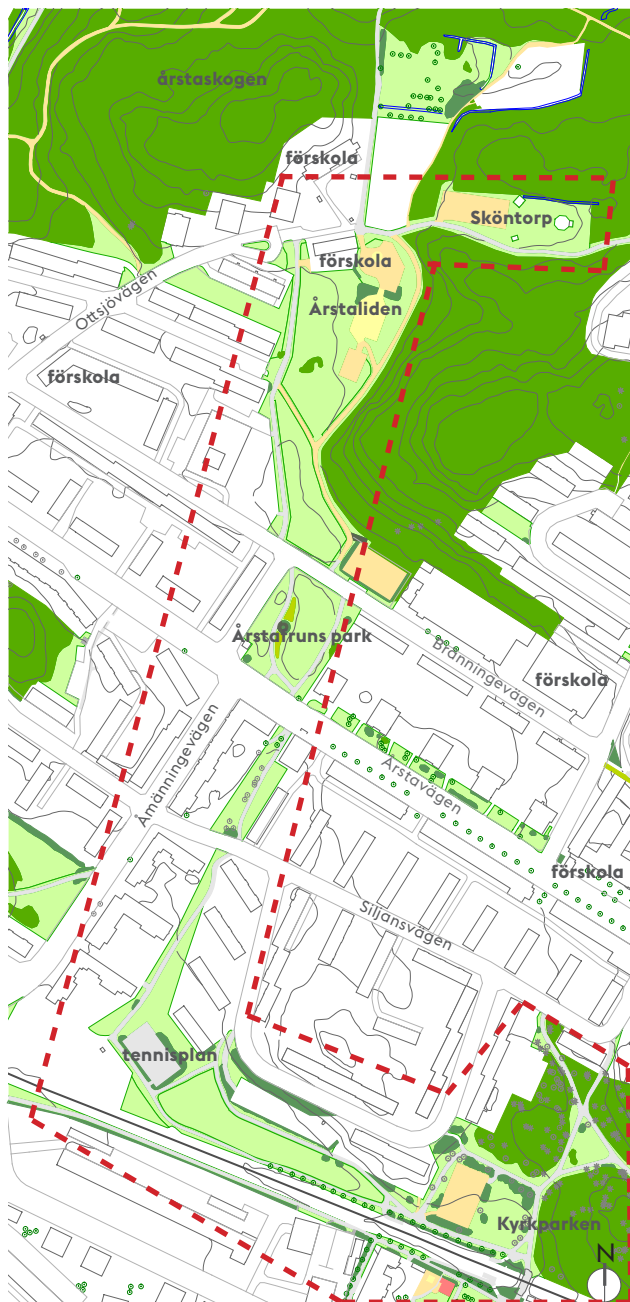 årstaskogen
förskola
Sköntorp
förskola
Ottsjövägen
Årstaliden
förskola
Årstafruns park
Bränningevägen
förskola
Åmänningevägen
Årstavägen
förskola
Siljansvägen
tennisplan
Kyrkparken
N